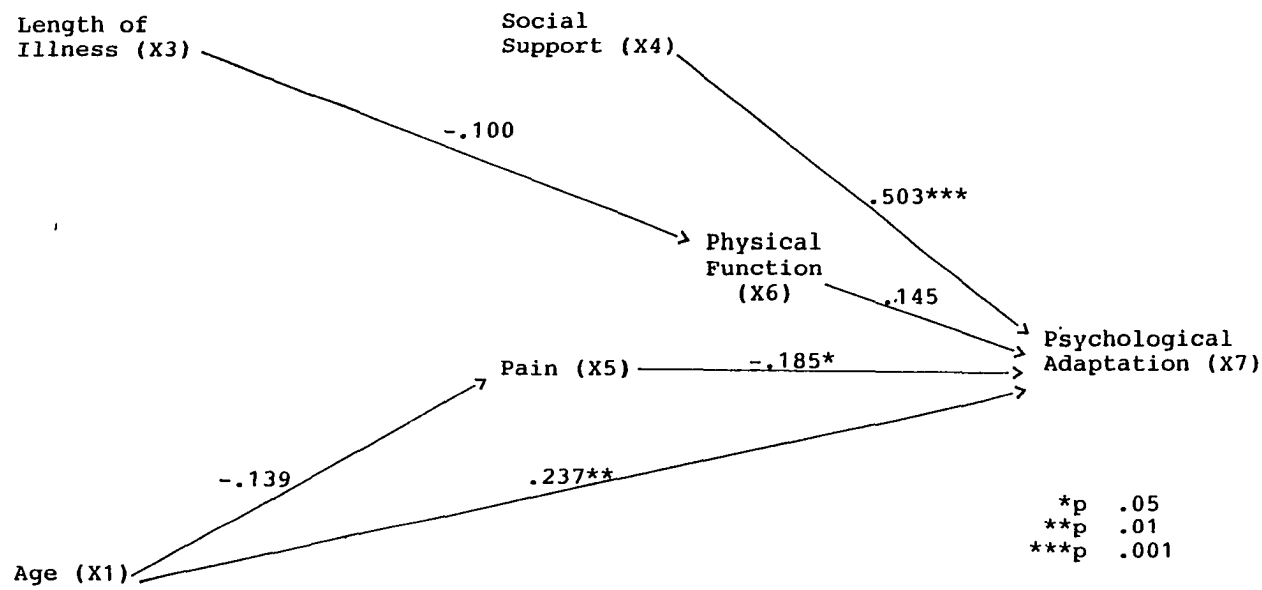 Length of
Illness (X3)
Social
Support (X4)
-.100
.503***
Physical
Function
(X6)
.145
Psychological
Adaptation (X7)
Pain (X5)
-.185*
-.139
.237**
*p .05
**p .01
***p .001
Age (X1)